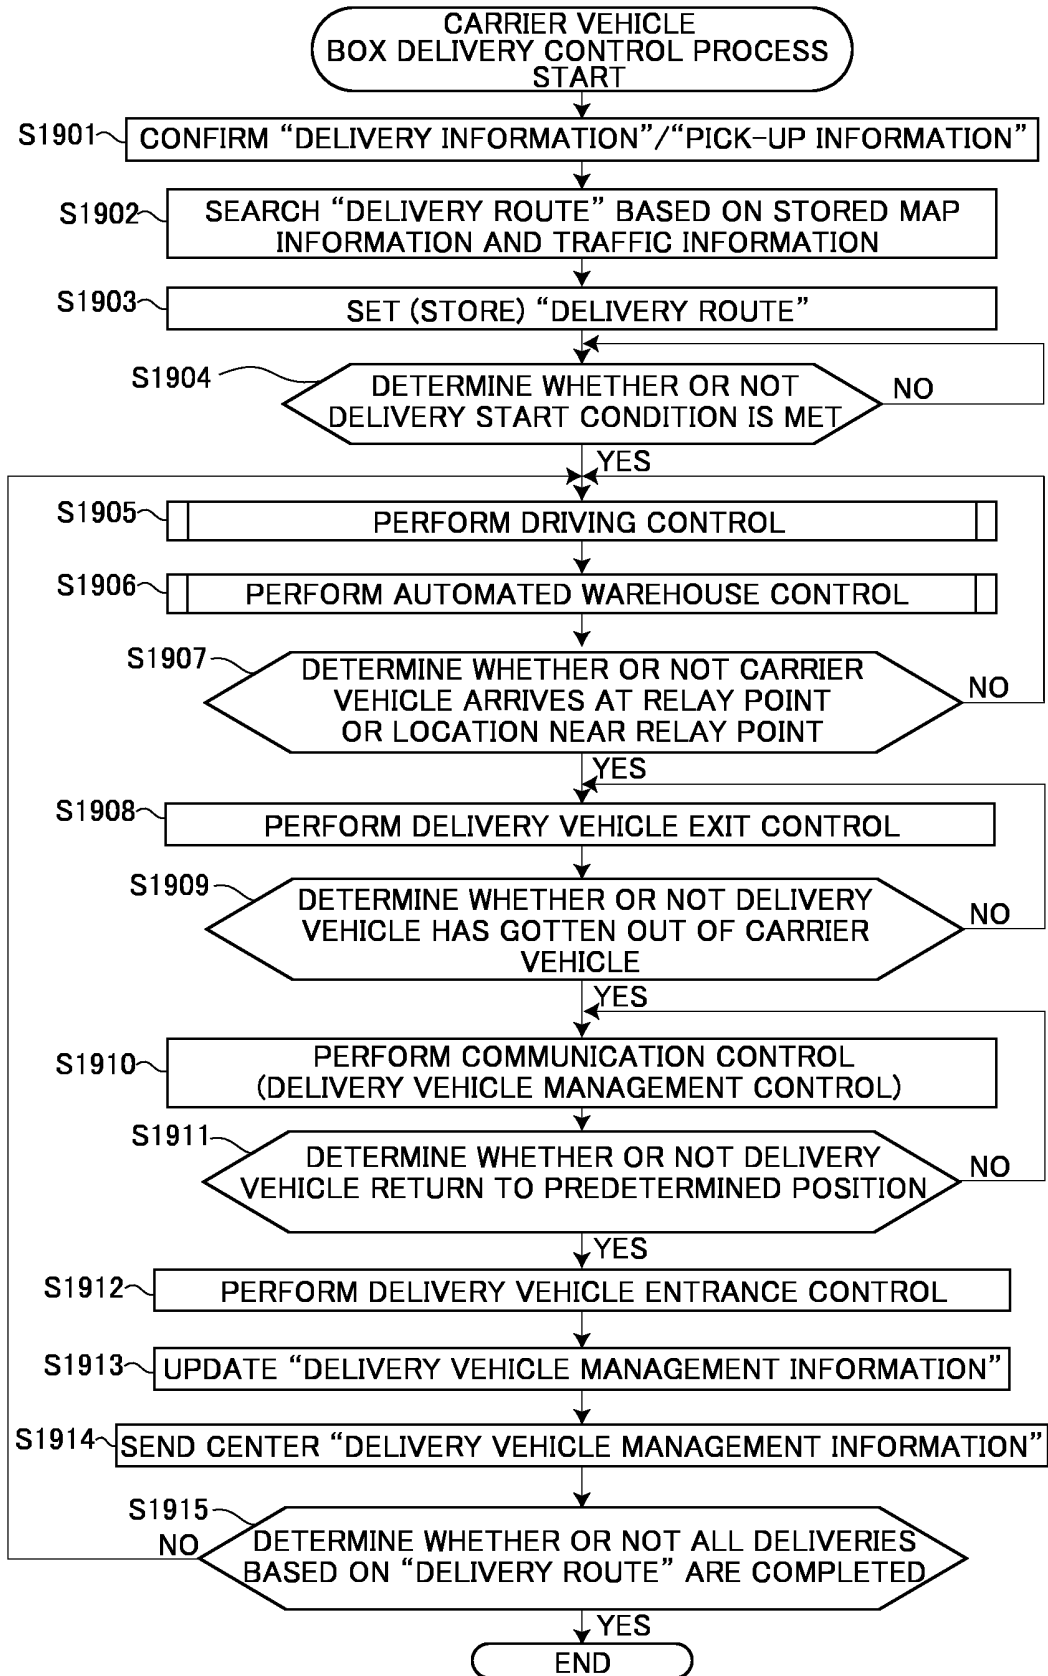 CARRIER VEHICLE
BOX DELIVERY CONTROL PROCESS
START
S1901
CONFIRM “DELIVERY INFORMATION”/“PICK-UP INFORMATION”
S1902
SEARCH “DELIVERY ROUTE” BASED ON STORED MAP
INFORMATION AND TRAFFIC INFORMATION
S1903
SET (STORE) “DELIVERY ROUTE”
S1904
DETERMINE WHETHER OR NOT
DELIVERY START CONDITION IS MET
NO
YES
S1905
PERFORM DRIVING CONTROL
S1906
PERFORM AUTOMATED WAREHOUSE CONTROL
S1907
DETERMINE WHETHER OR NOT CARRIER
VEHICLE ARRIVES AT RELAY POINT
OR LOCATION NEAR RELAY POINT
NO
YES
S1908
PERFORM DELIVERY VEHICLE EXIT CONTROL
S1909
DETERMINE WHETHER OR NOT DELIVERY
VEHICLE HAS GOTTEN OUT OF CARRIER
VEHICLE
NO
YES
S1910
PERFORM COMMUNICATION CONTROL
(DELIVERY VEHICLE MANAGEMENT CONTROL)
S1911
DETERMINE WHETHER OR NOT DELIVERY
VEHICLE RETURN TO PREDETERMINED POSITION
NO
YES
S1912
PERFORM DELIVERY VEHICLE ENTRANCE CONTROL
S1913
UPDATE “DELIVERY VEHICLE MANAGEMENT INFORMATION”
S1914
SEND CENTER “DELIVERY VEHICLE MANAGEMENT INFORMATION”
S1915
NO
DETERMINE WHETHER OR NOT ALL DELIVERIES
BASED ON “DELIVERY ROUTE” ARE COMPLETED
YES
END